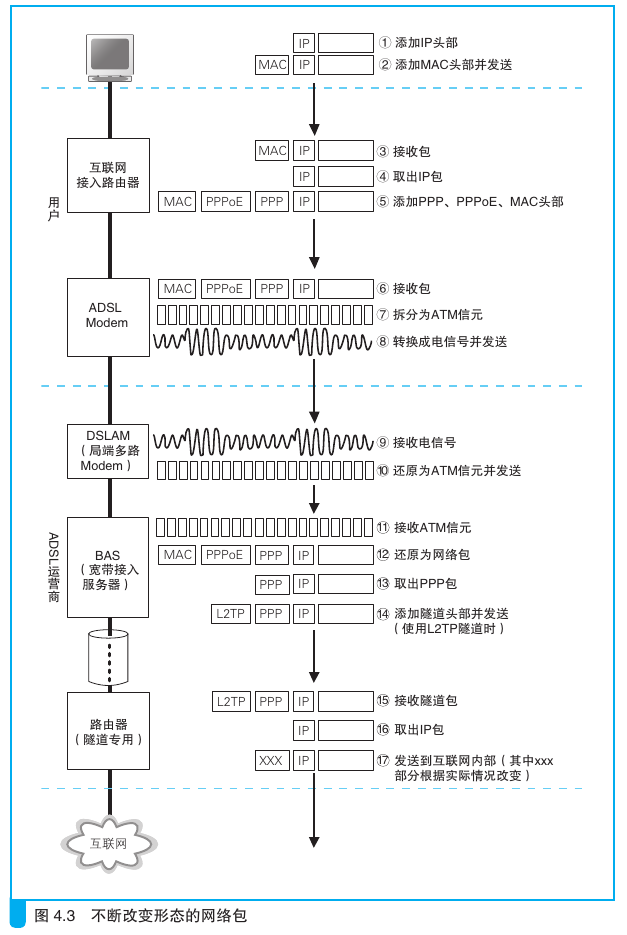 IP ① 添加IP头部
MAC IP ② 添加MAC头部并发送
用户
互联网
接入路由器
MAC IP ③ 接收包
IP ④ 取出IP包
MAC PPPoE PPP IP ⑤ 添加PPP、PPPoE、MAC头部
ADSL
Modem
MAC PPPoE PPP IP ⑥ 接收包
⑦ 拆分为ATM信元
⑧ 转换成电信号并发送
ADSL运营商
DSLAM
（局端多路
Modem）
⑨ 接收电信号
⑩ 还原为ATM信元并发送
BAS
（宽带接入
服务器）
⑪ 接收ATM信元
MAC PPPoE PPP IP ⑫ 还原为网络包
PPP IP ⑬ 取出PPP包
L2TP PPP IP ⑭ 添加隧道头部并发送
（使用L2TP隧道时）
路由器
（隧道专用）
L2TP PPP IP ⑮ 接收隧道包
IP ⑯ 取出IP包
XXX IP ⑰ 发送到互联网内部（其中xxx
部分根据实际情况改变）
互联网
图 4.3 不断改变形态的网络包